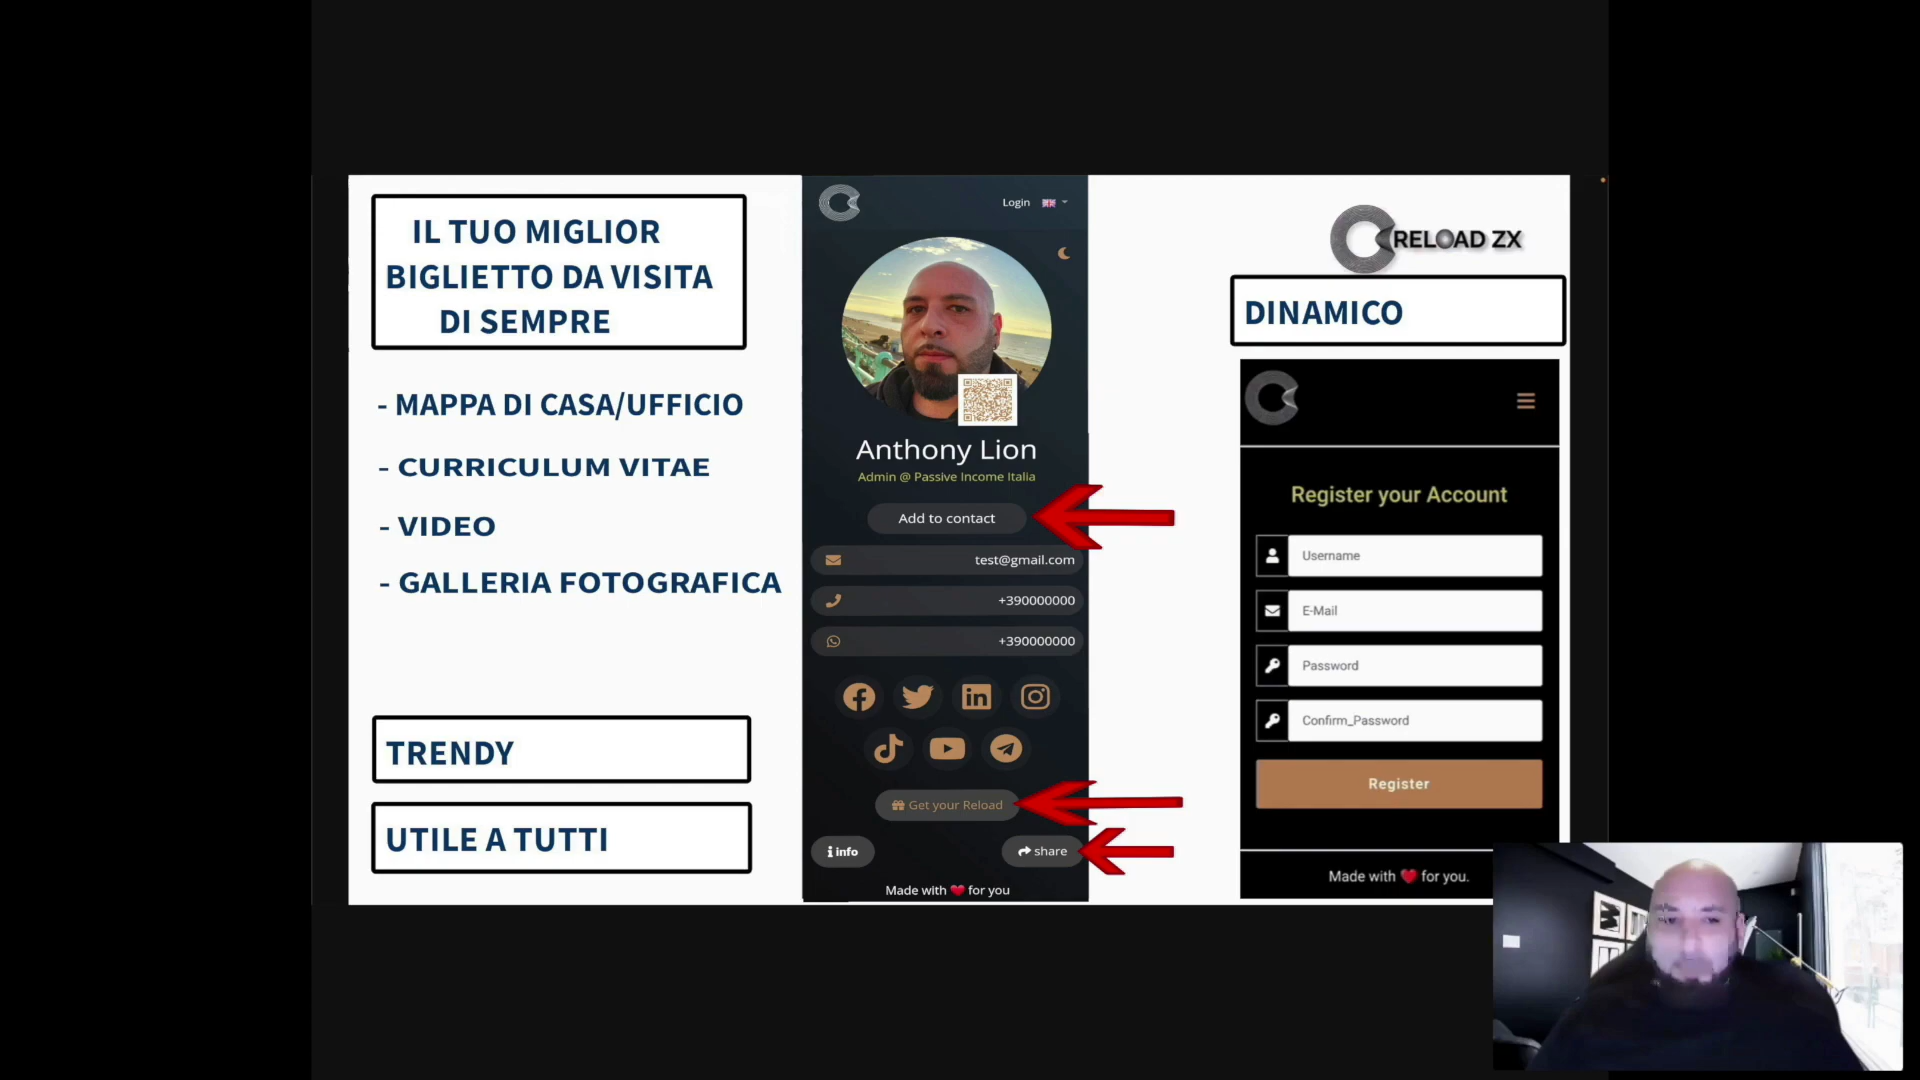 IL TUO MIGLIOR
BIGLIETTO DA VISITA
DI SEMPRE
- MAPPA DI CASA/UFFICIO
- CURRICULUM VITAE
- VIDEO
- GALLERIA FOTOGRAFICA
TRENDY
UTILE A TUTTI
Login
Anthony Lion
Admin @ Passive Income Italia
Add to contact
test@gmail.com
+390000000
+390000000
Get your Reload
info
share
Made with ❤ for you
RELOAD ZX
DINAMICO
Register your Account
Username
E-Mail
Password
Confirm_Password
Register
Made with ❤ for you.